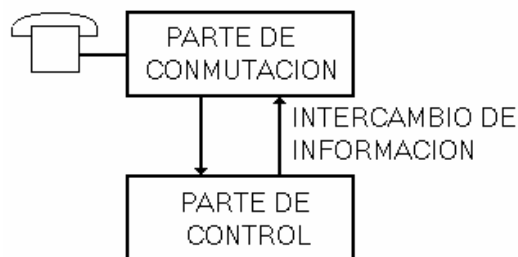 PARTE DE
CONMUTACION
INTERCAMBIO DE
INFORMACION
PARTE DE
CONTROL